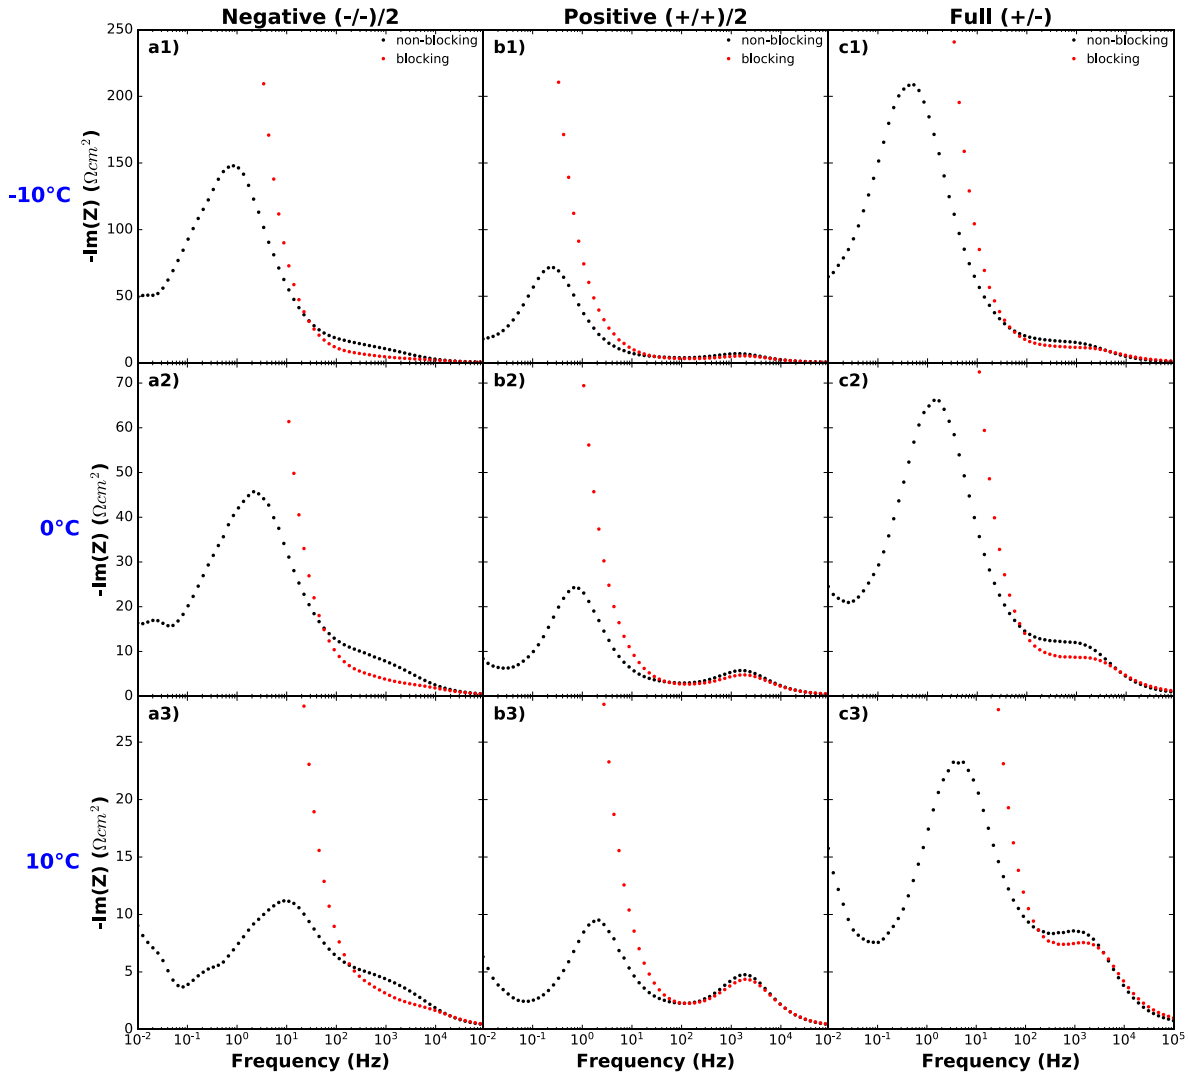 Negative (-/-)/2 Positive (+/+)/2 Full (+/-)
a1) non-blocking blocking b1) non-blocking blocking c1) non-blocking blocking
250
200
150
100
50
0
-10°C
-Im(Z) (Ωcm²)
a2) b2) c2)
70
60
50
40
30
20
10
0
0°C
-Im(Z) (Ωcm²)
a3) b3) c3)
25
20
15
10
5
0
10°C
-Im(Z) (Ωcm²)
10⁻² 10⁻¹ 10⁰ 10¹ 10² 10³ 10⁴ 10⁻² 10⁻¹ 10⁰ 10¹ 10² 10³ 10⁴ 10⁻² 10⁻¹ 10⁰ 10¹ 10² 10³ 10⁴ 10⁵
Frequency (Hz) Frequency (Hz) Frequency (Hz)